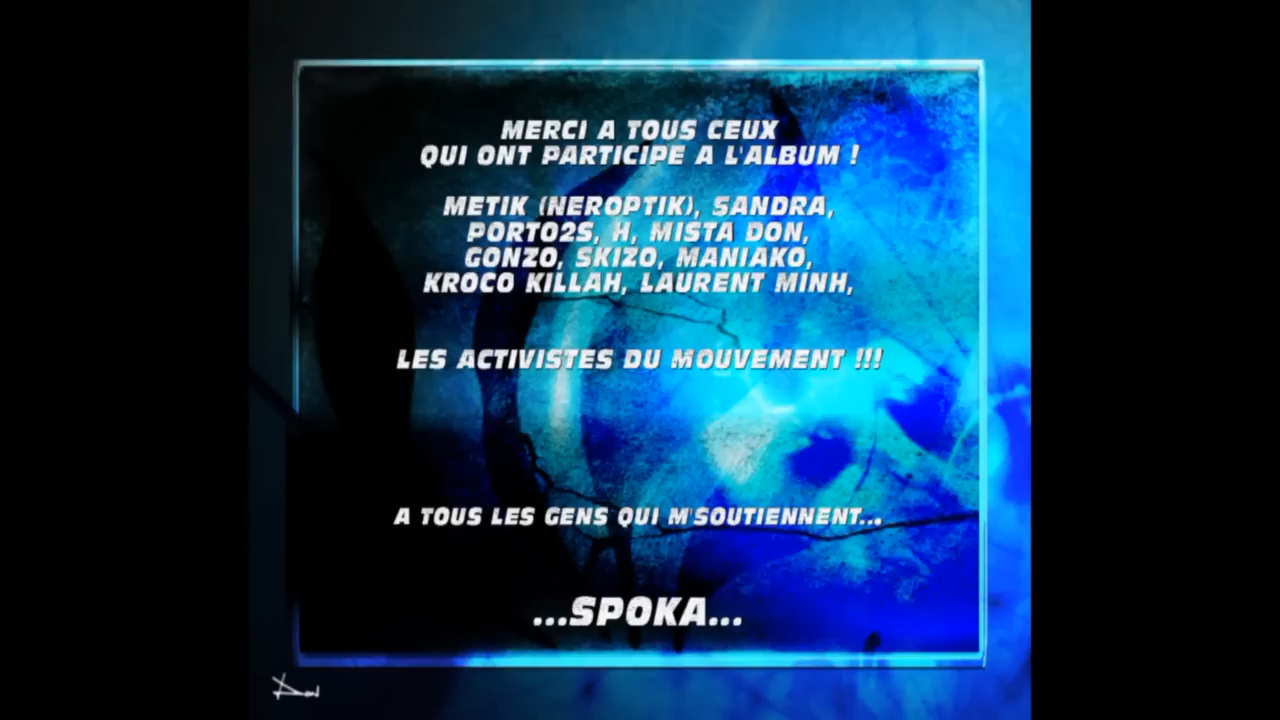 MERCI A TOUS CEUX
QUI ONT PARTICIPE A L'ALBUM !
METIK (NEROPTIK), SANDRA,
PORTO2S, H, MISTA DON,
GONZO, SKIZO, MANIAKO,
KROCO KILLAH, LAURENT MINH,
LES ACTIVISTES DU MOUVEMENT !!!
A TOUS LES GENS QUI M'SOUTIENNENT...
...SPOKA...